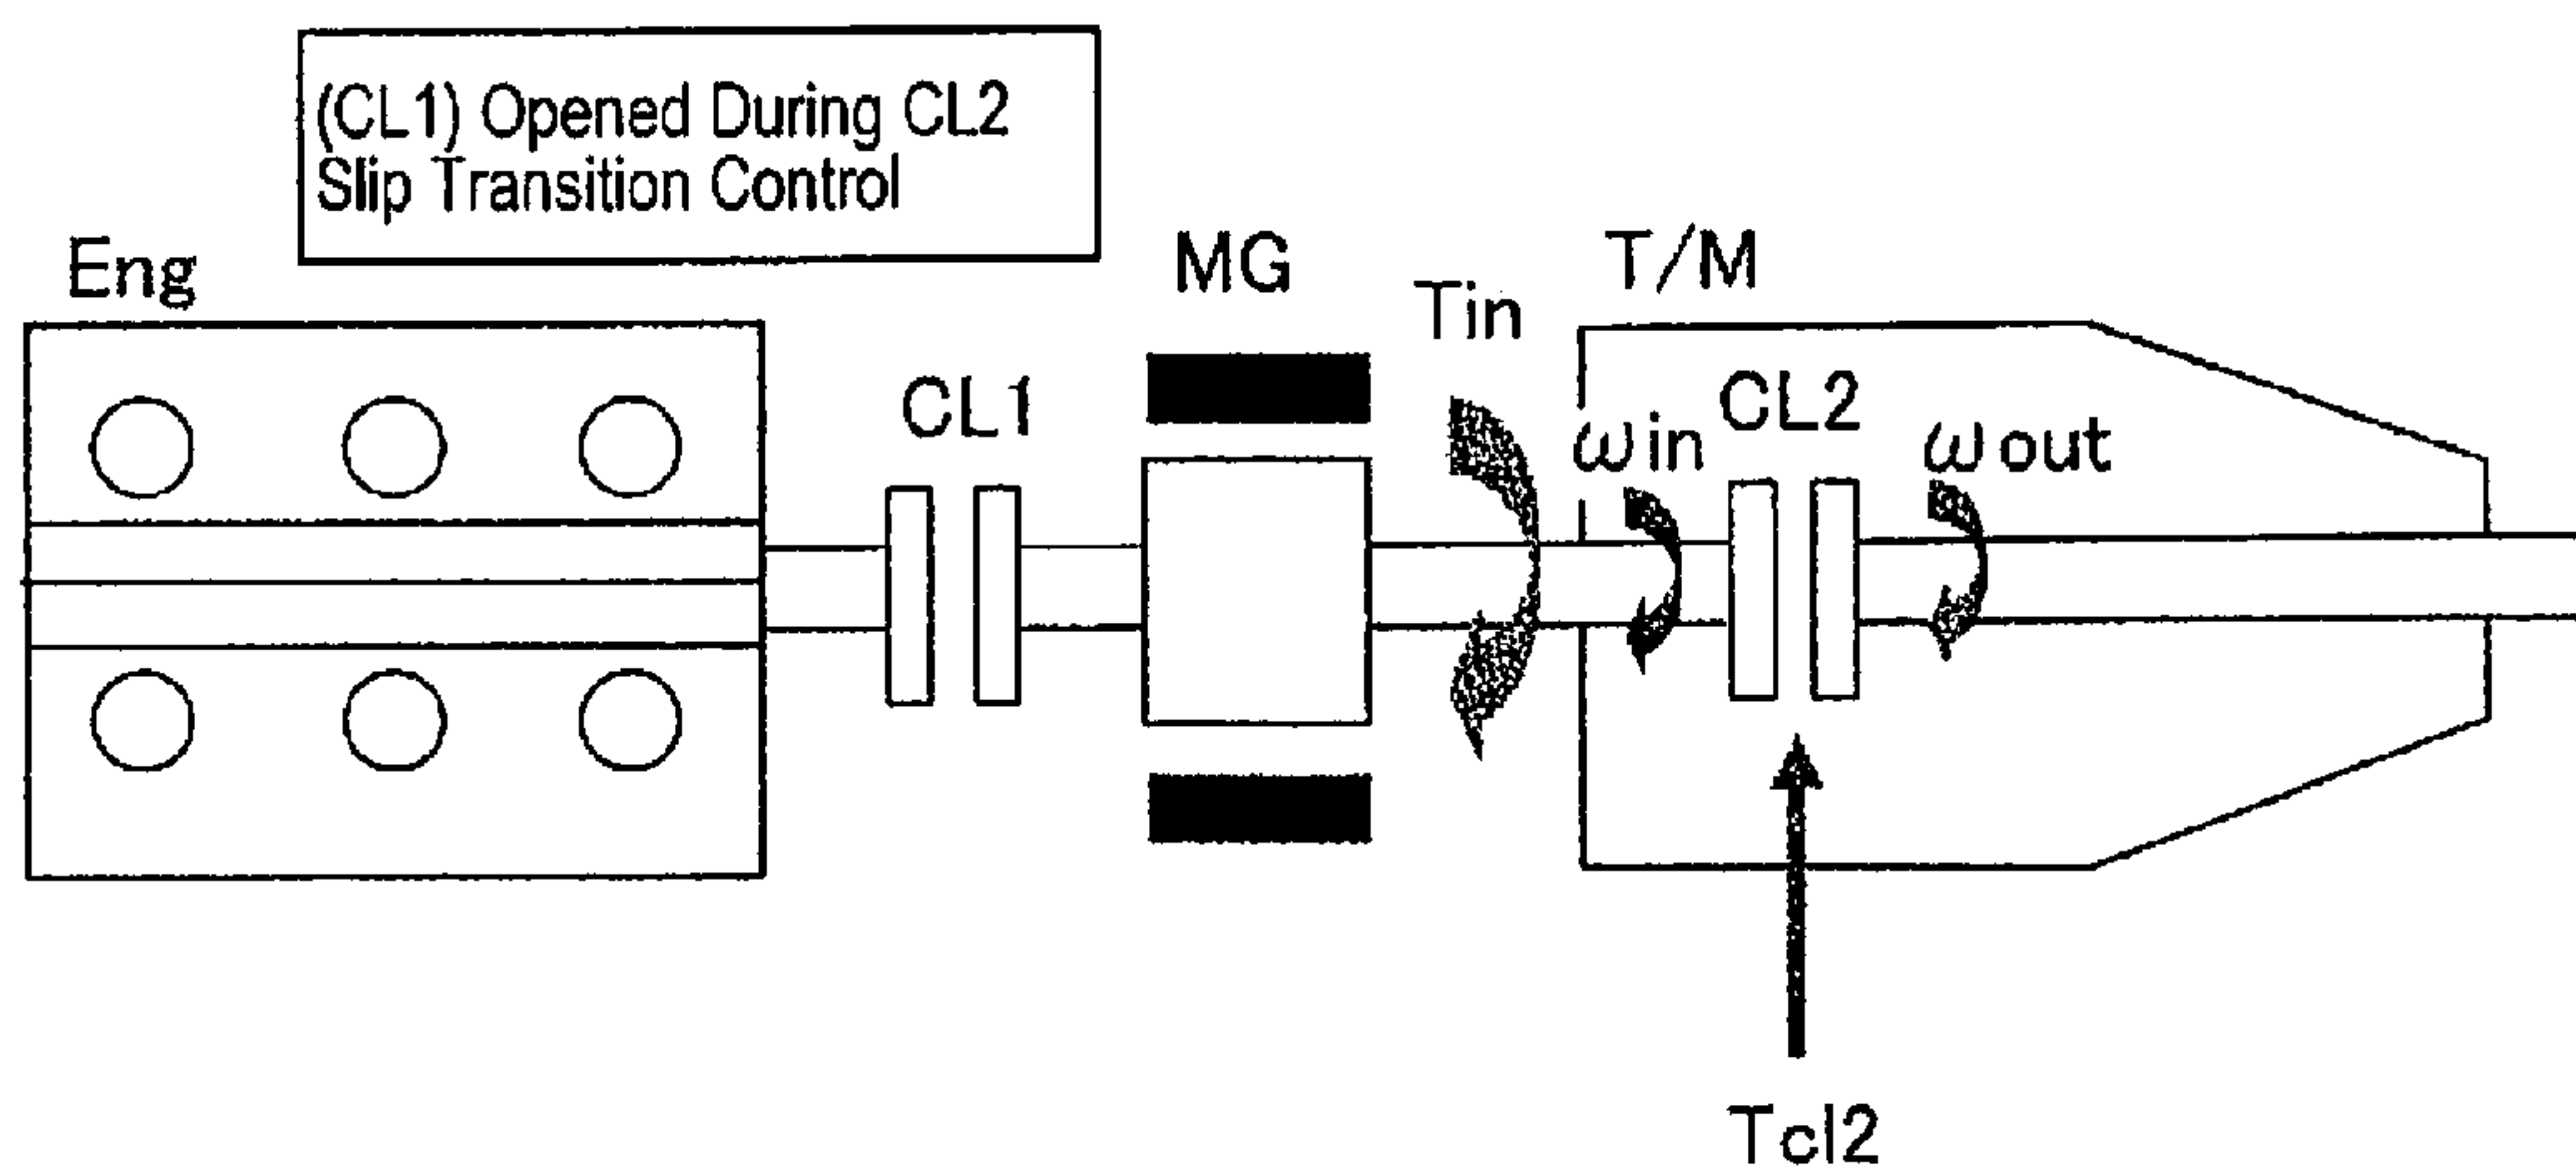 (CL1) Opened During CL2
Slip Transition Control
Eng
MG
T/M
Tin
CL1
CL2
ωin
ωout
Tcl2